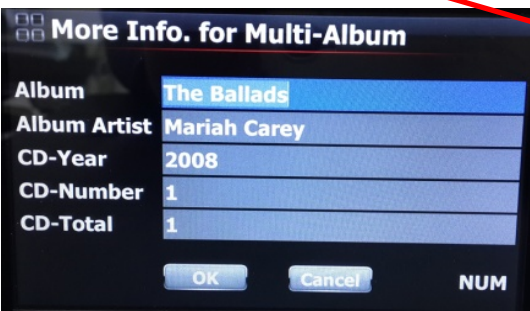 More Info. for Multi-Album
Album The Ballads
Album Artist Mariah Carey
CD-Year 2008
CD-Number 1
CD-Total 1
OK Cancel NUM